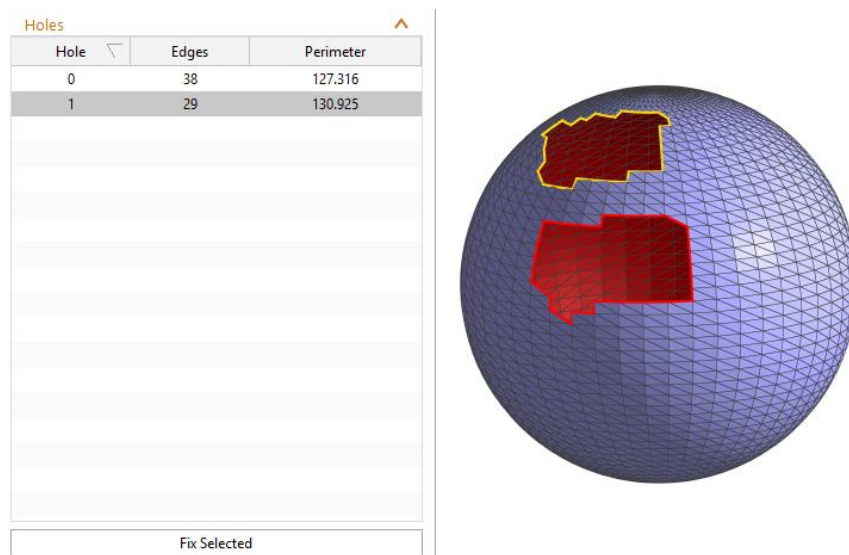 Holes
Hole Edges Perimeter
0 38 127.316
1 29 130.925
Fix Selected